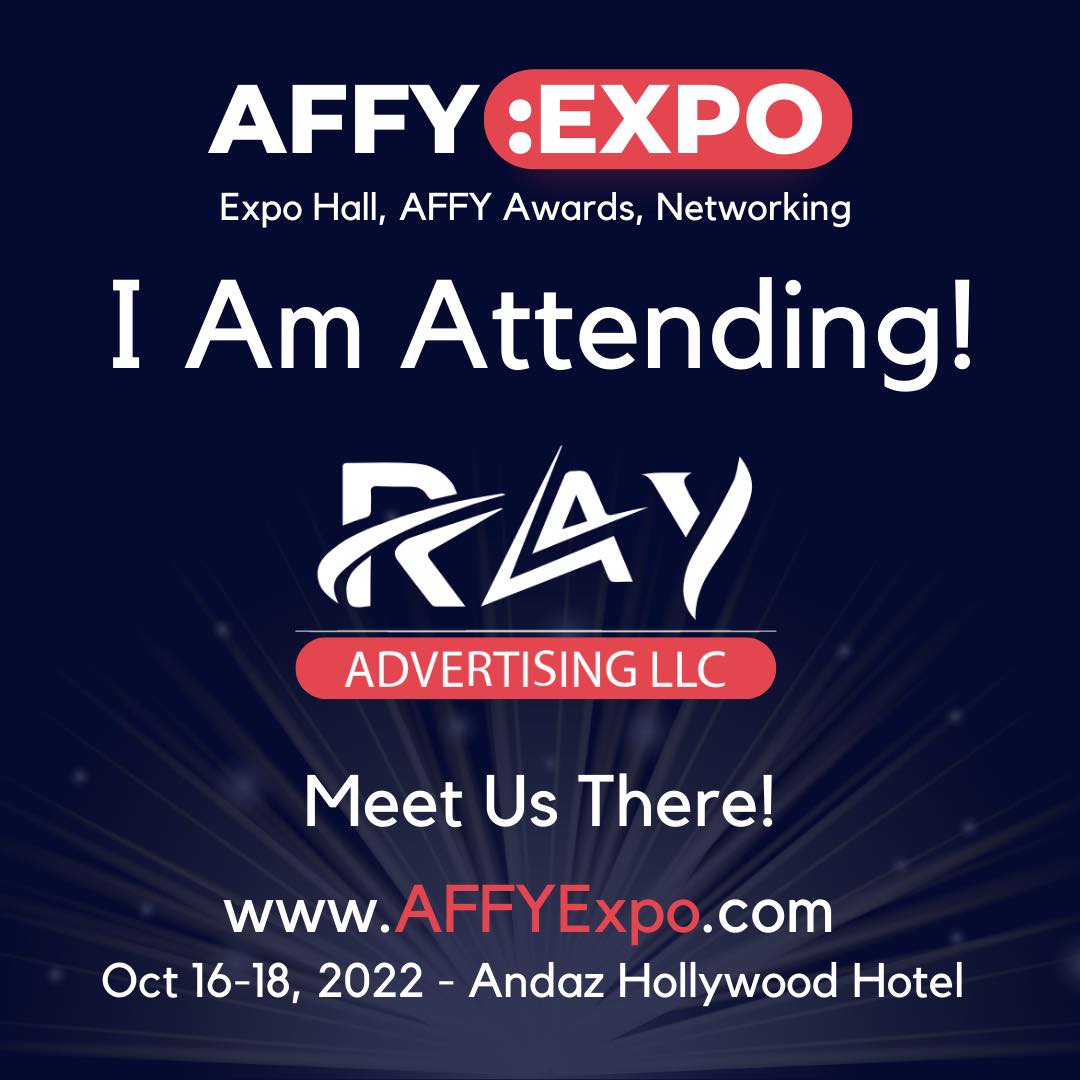 AFFY:EXPO
Expo Hall, AFFY Awards, Networking
I Am Attending!
RAY
ADVERTISING LLC
Meet Us There!
www.AFFYExpo.com
Oct 16-18, 2022 - Andaz Hollywood Hotel